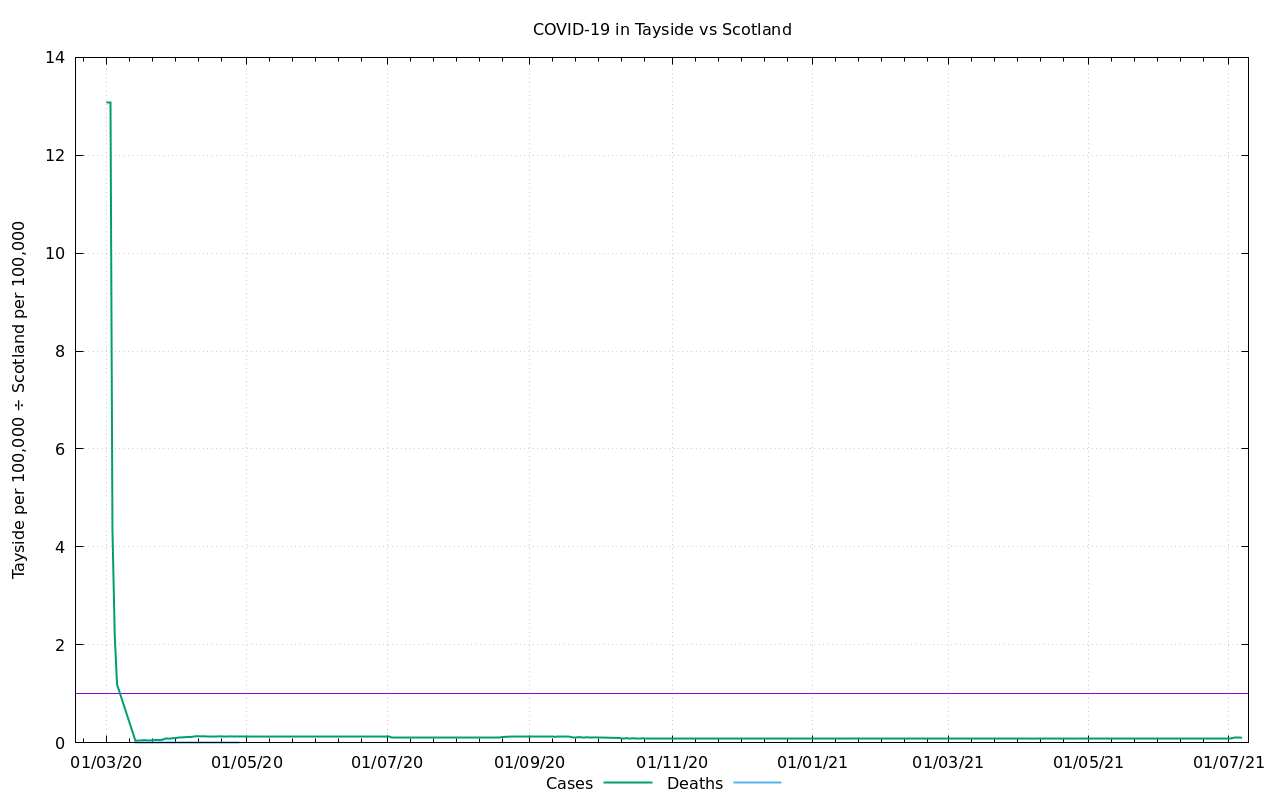 COVID-19 in Tayside vs Scotland
Tayside per 100,000 ÷ Scotland per 100,000
14
12
10
8
6
4
2
0
01/03/20 01/05/20 01/07/20 01/09/20 01/11/20 01/01/21 01/03/21 01/05/21 01/07/21
Cases Deaths